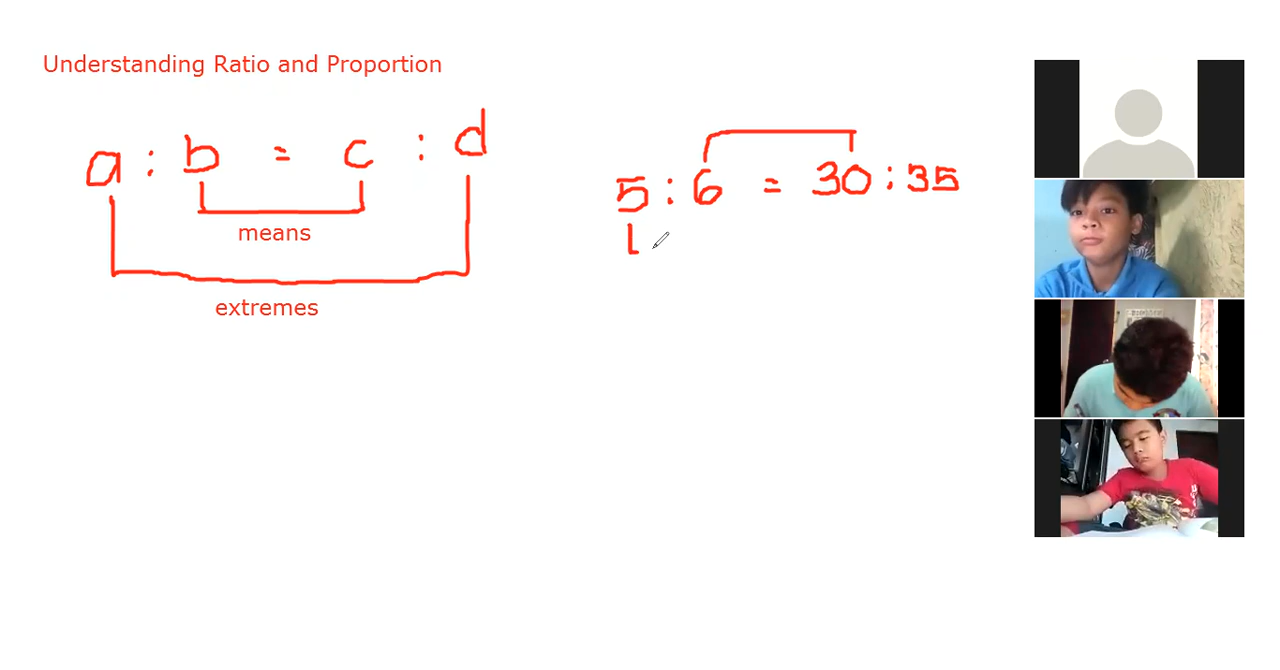 Understanding Ratio and Proportion
a : b = c : d
means
extremes
5 : 6 = 30 : 35